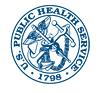 U.S. PUBLIC HEALTH SERVICE
1798